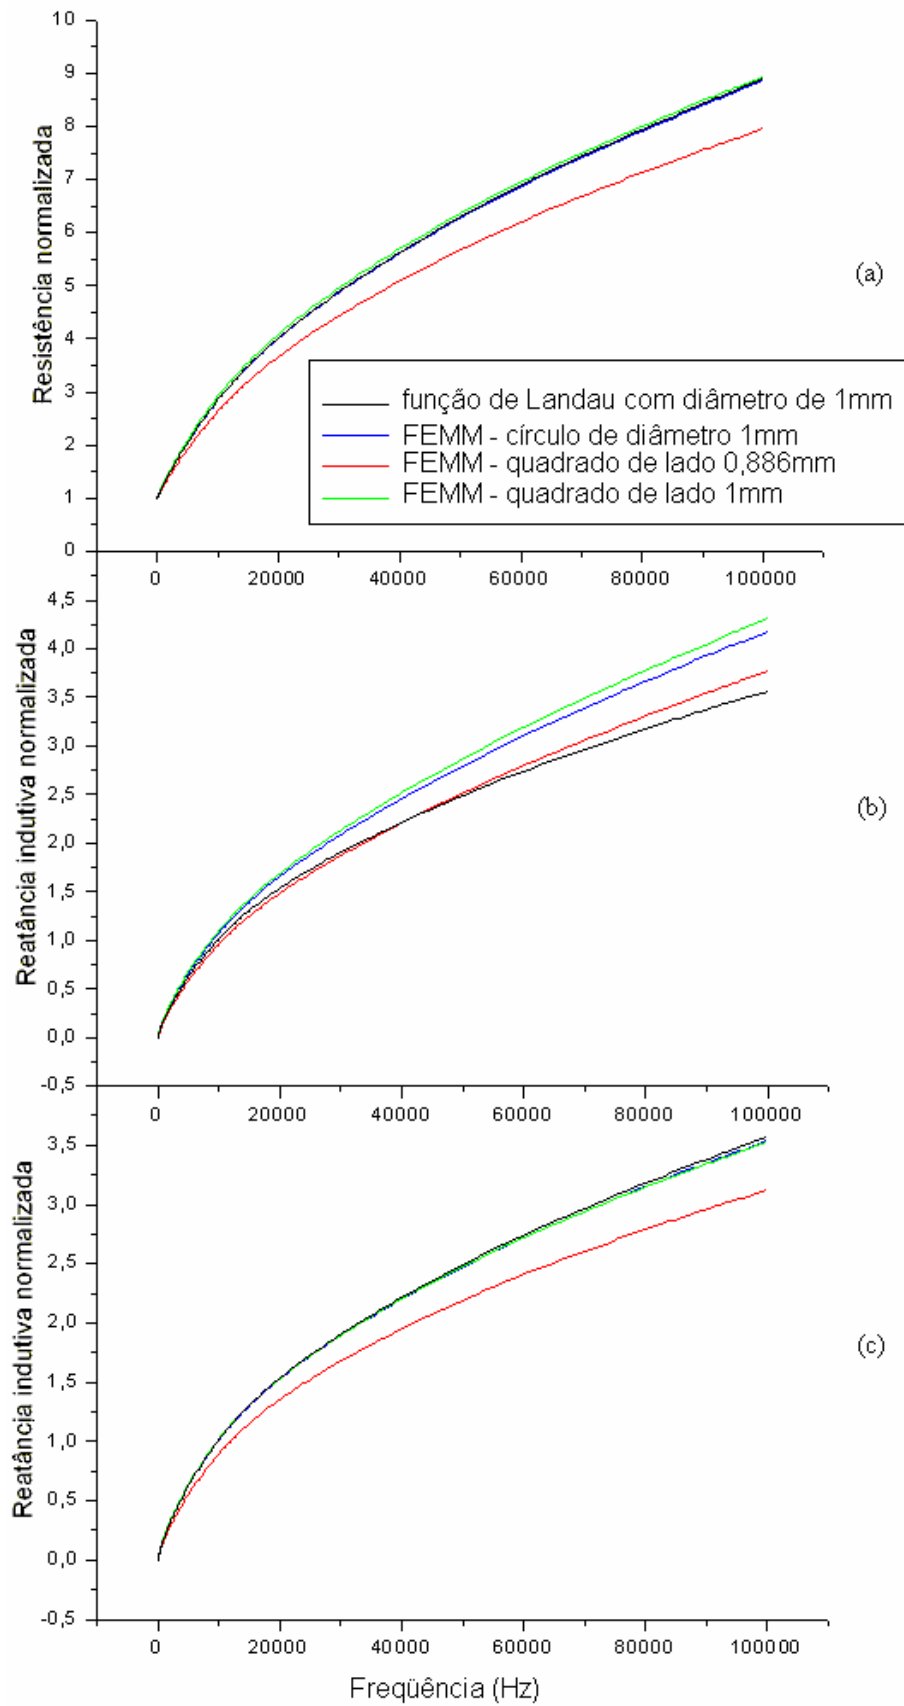 10
9
8
7
6
5
4
3
2
1
0
Resistência normalizada
(a)
função de Landau com diâmetro de 1mm
FEMM - círculo de diâmetro 1mm
FEMM - quadrado de lado 0,886mm
FEMM - quadrado de lado 1mm
0 20000 40000 60000 80000 100000
4,5
4,0
3,5
3,0
2,5
2,0
1,5
1,0
0,5
0,0
-0,5
Reatância indutiva normalizada
(b)
0 20000 40000 60000 80000 100000
3,5
3,0
2,5
2,0
1,5
1,0
0,5
0,0
-0,5
Reatância indutiva normalizada
(c)
0 20000 40000 60000 80000 100000
Freqüência (Hz)